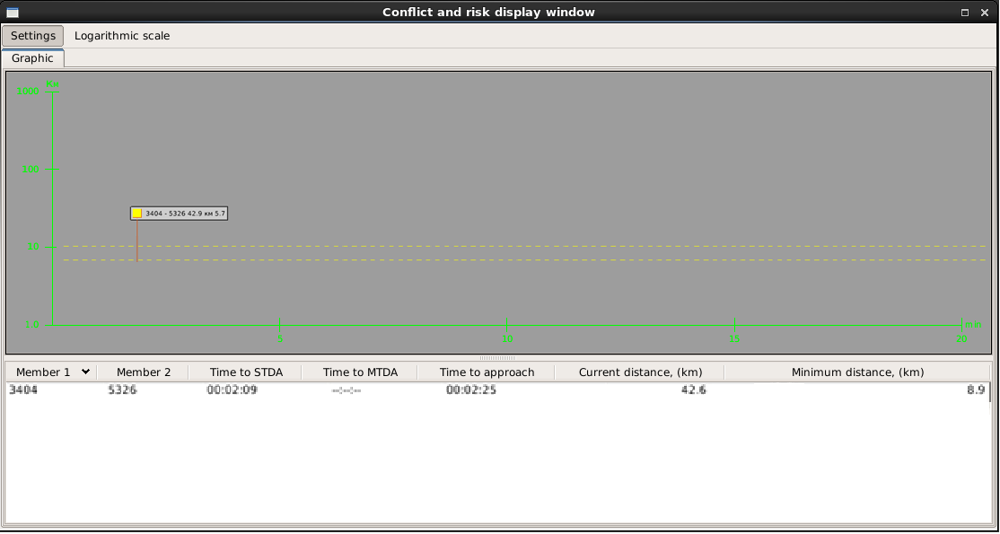 Conflict and risk display window
Settings Logarithmic scale
Graphic
Км
1000
100
3404 - 5326 42.9 км 5.7
10
1.0
min
5 10 15 20
Member 1 Member 2 Time to STDA Time to MTDA Time to approach Current distance, (km) Minimum distance, (km)
3404 5326 00:02:09 --:--:-- 00:02:25 42.6 8.9